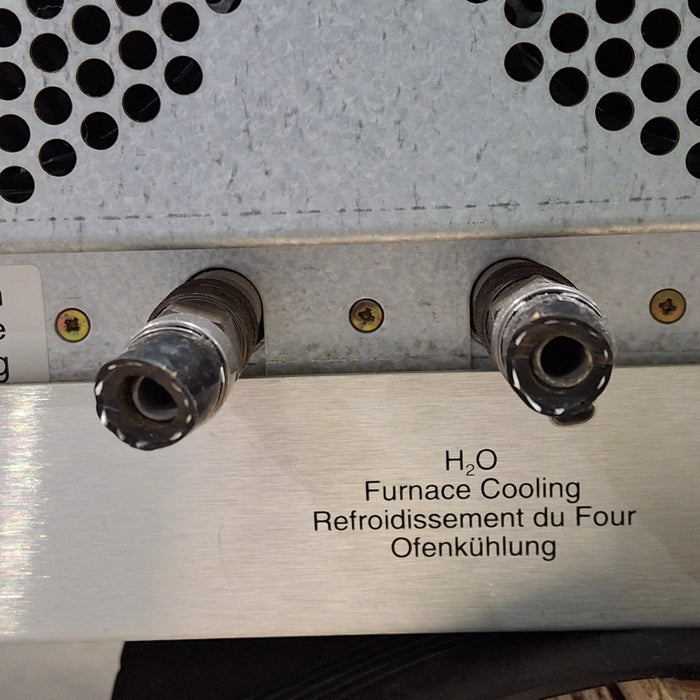 H₂O
Furnace Cooling
Refroidissement du Four
Ofenkühlung